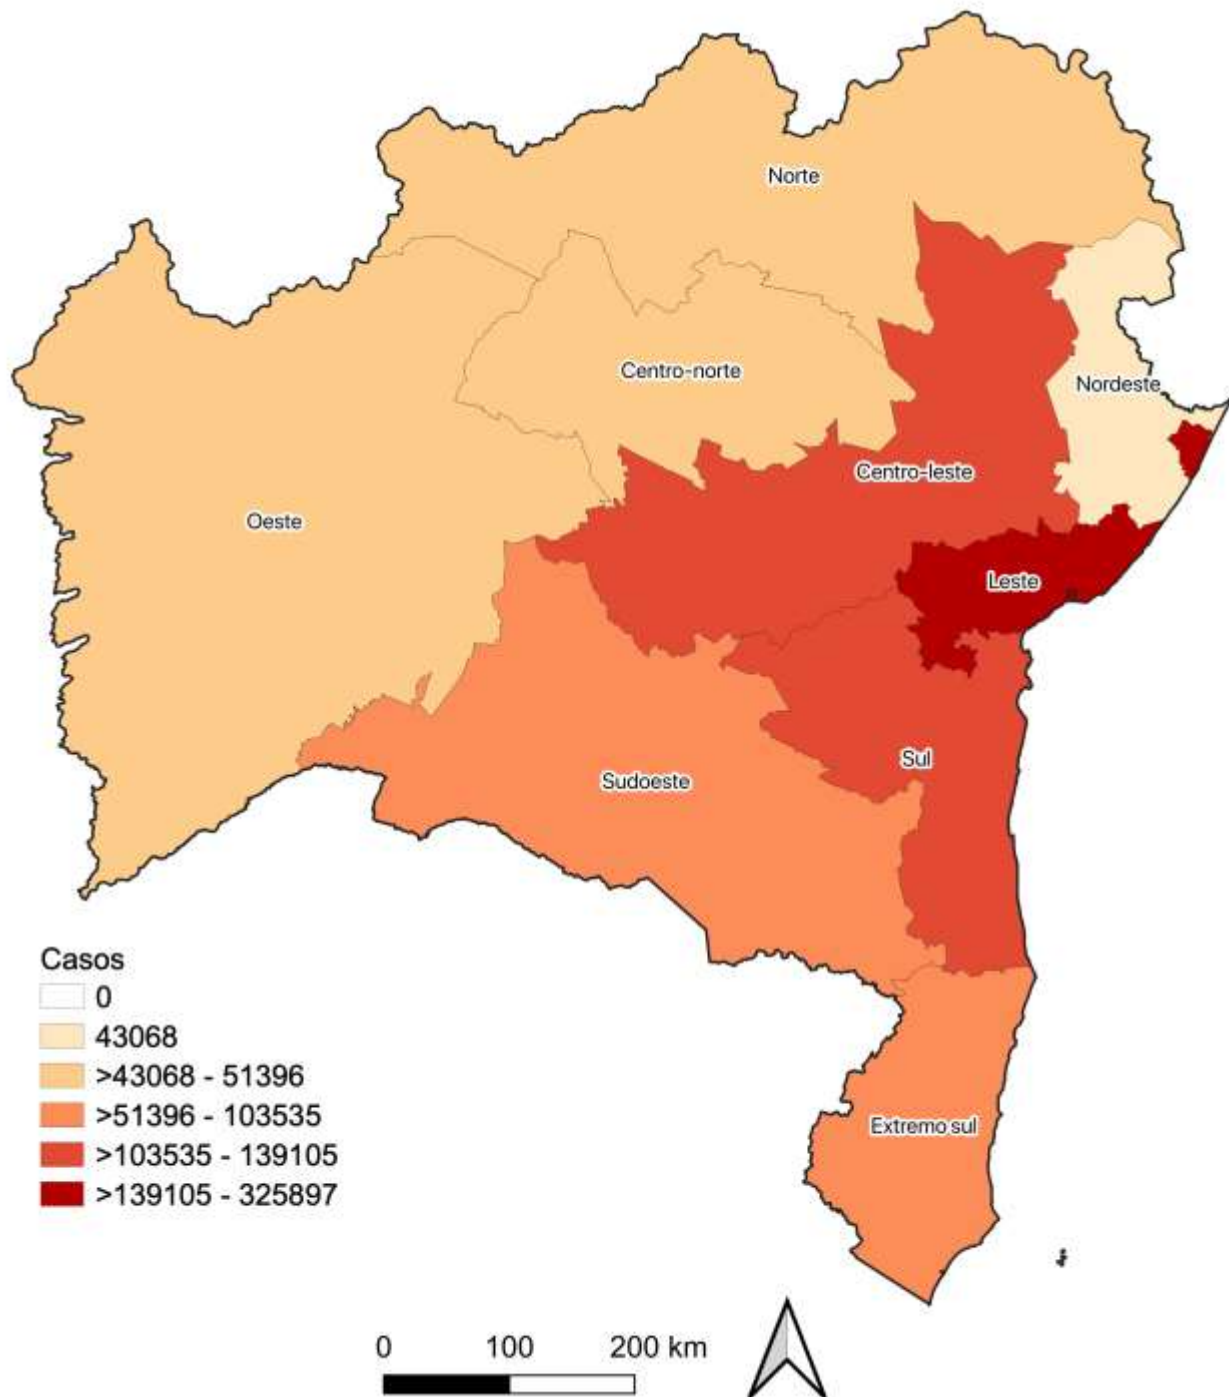 Norte
Centro-norte
Nordeste
Centro-leste
Oeste
Leste
Sul
Sudoeste
Casos
0
43068
>43068 - 51396
>51396 - 103535
Extremo sul
>103535 - 139105
>139105 - 325897
0 100 200 km